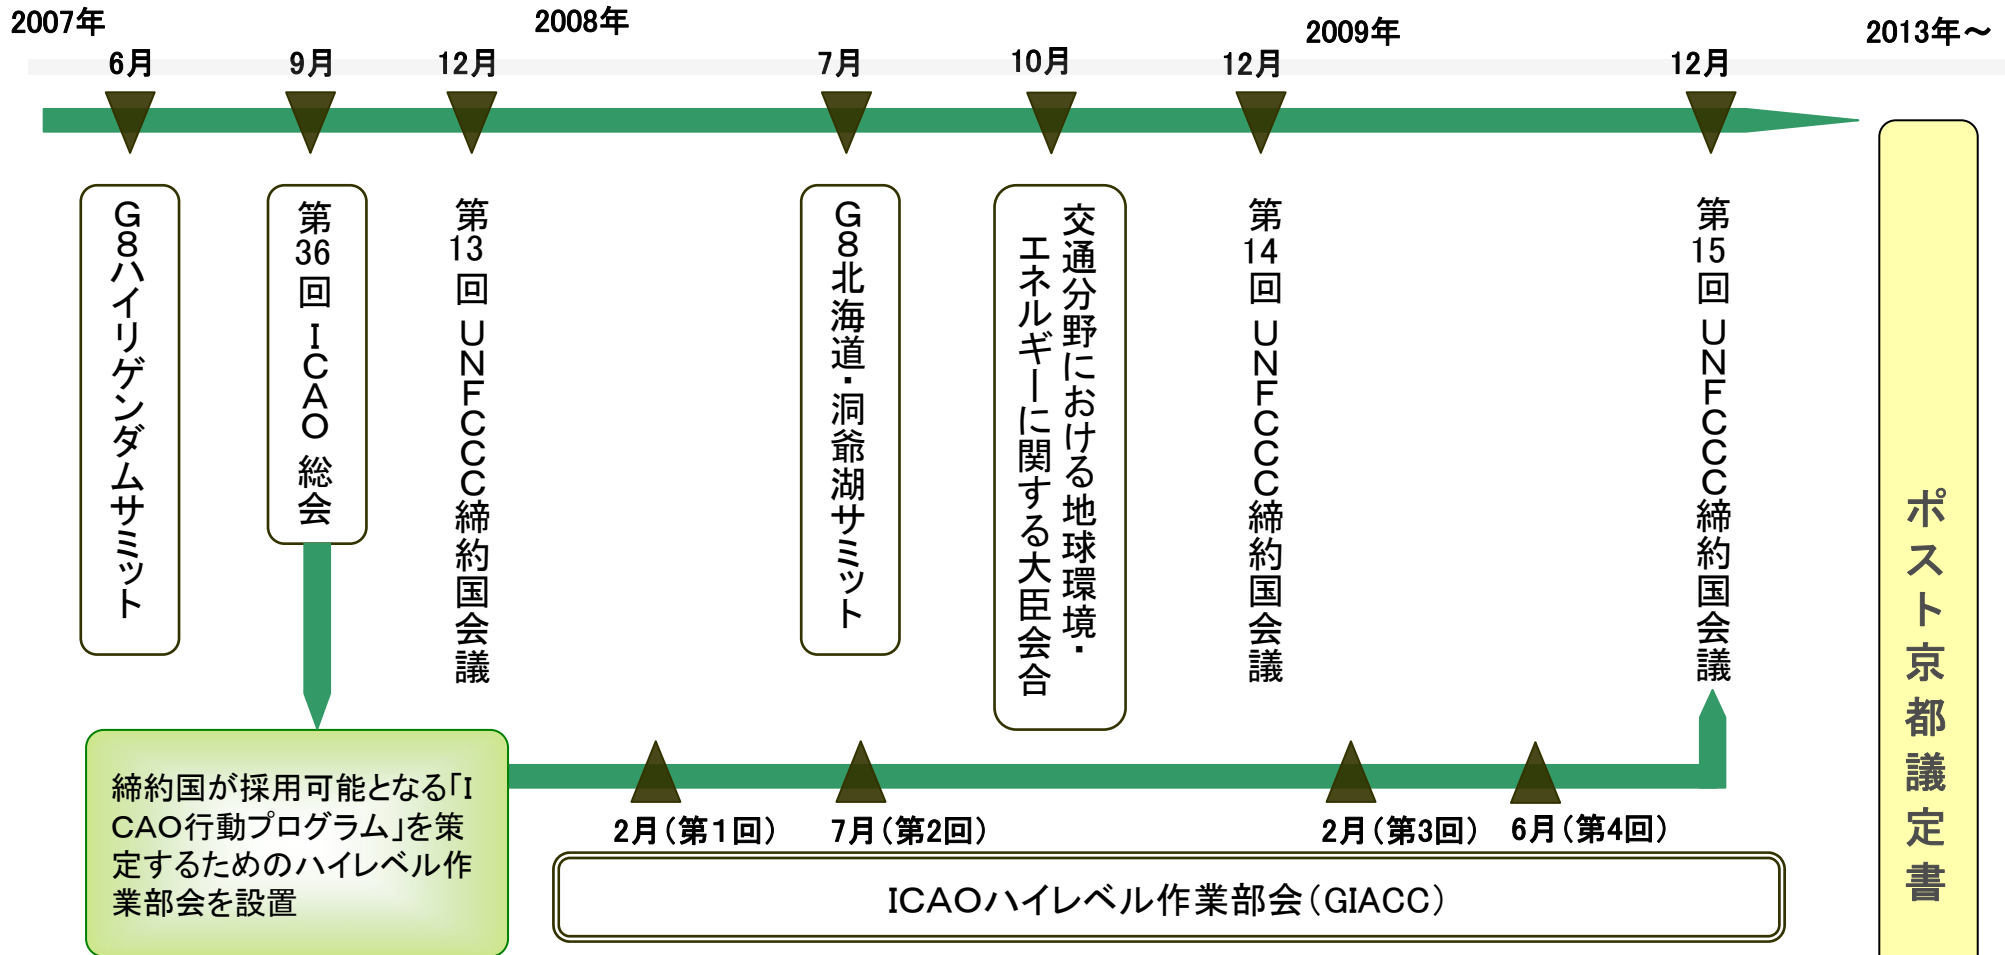 2007年
2008年
2009年
2013年～
6月
9月
12月
7月
10月
12月
12月
G8ハイリゲンダムサミット
第36回 ICAO 総会
第13回 UNFCCC締約国会議
G8北海道・洞爺湖サミット
交通分野における地球環境・
エネルギーに関する大臣会合
第14回 UNFCCC締約国会議
第15回 UNFCCC締約国会議
ポスト京都議定書
締約国が採用可能となる「I
CAO行動プログラム」を策
定するためのハイレベル作
業部会を設置
2月（第１回）
7月（第2回）
2月（第3回）
6月（第4回）
ICAOハイレベル作業部会（GIACC）